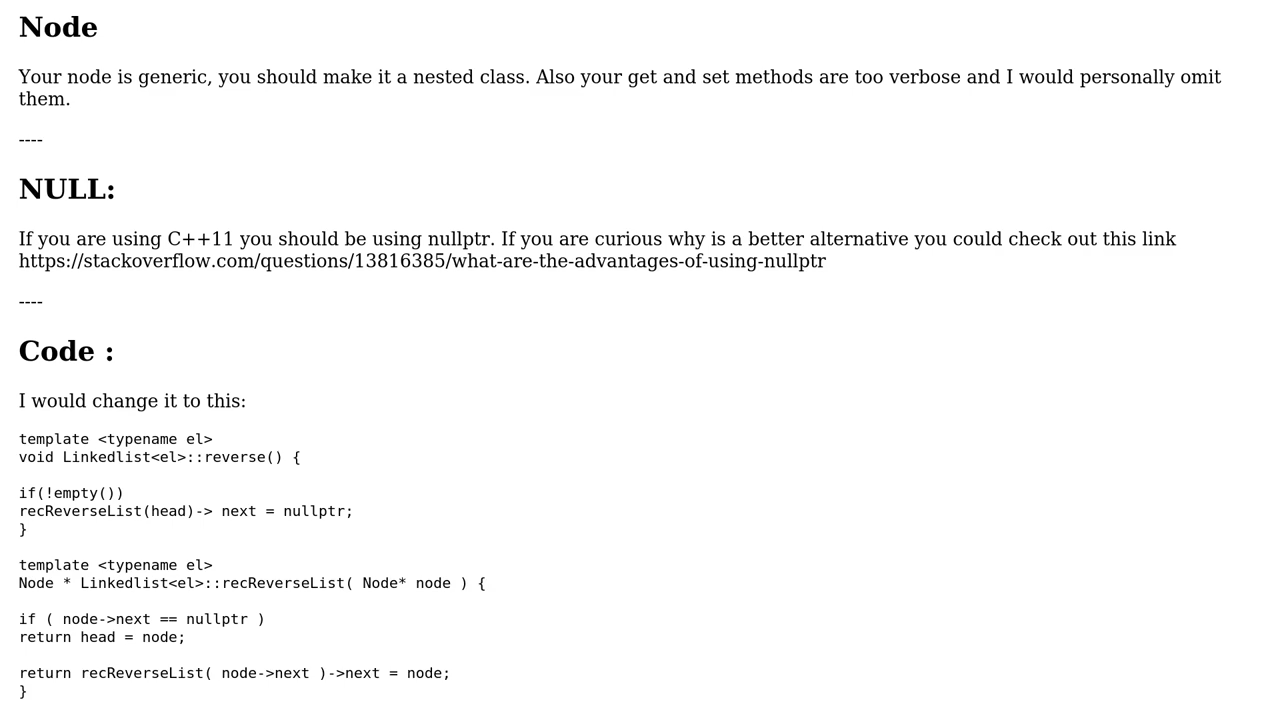 Node
Your node is generic, you should make it a nested class. Also your get and set methods are too verbose and I would personally omit
them.
----
NULL:
If you are using C++11 you should be using nullptr. If you are curious why is a better alternative you could check out this link
https://stackoverflow.com/questions/13816385/what-are-the-advantages-of-using-nullptr
----
Code :
I would change it to this:
template <typename el>
void Linkedlist<el>::reverse() {
if(!empty())
recReverseList(head)-> next = nullptr;
}
template <typename el>
Node * Linkedlist<el>::recReverseList( Node* node ) {
if ( node->next == nullptr )
return head = node;
return recReverseList( node->next )->next = node;
}